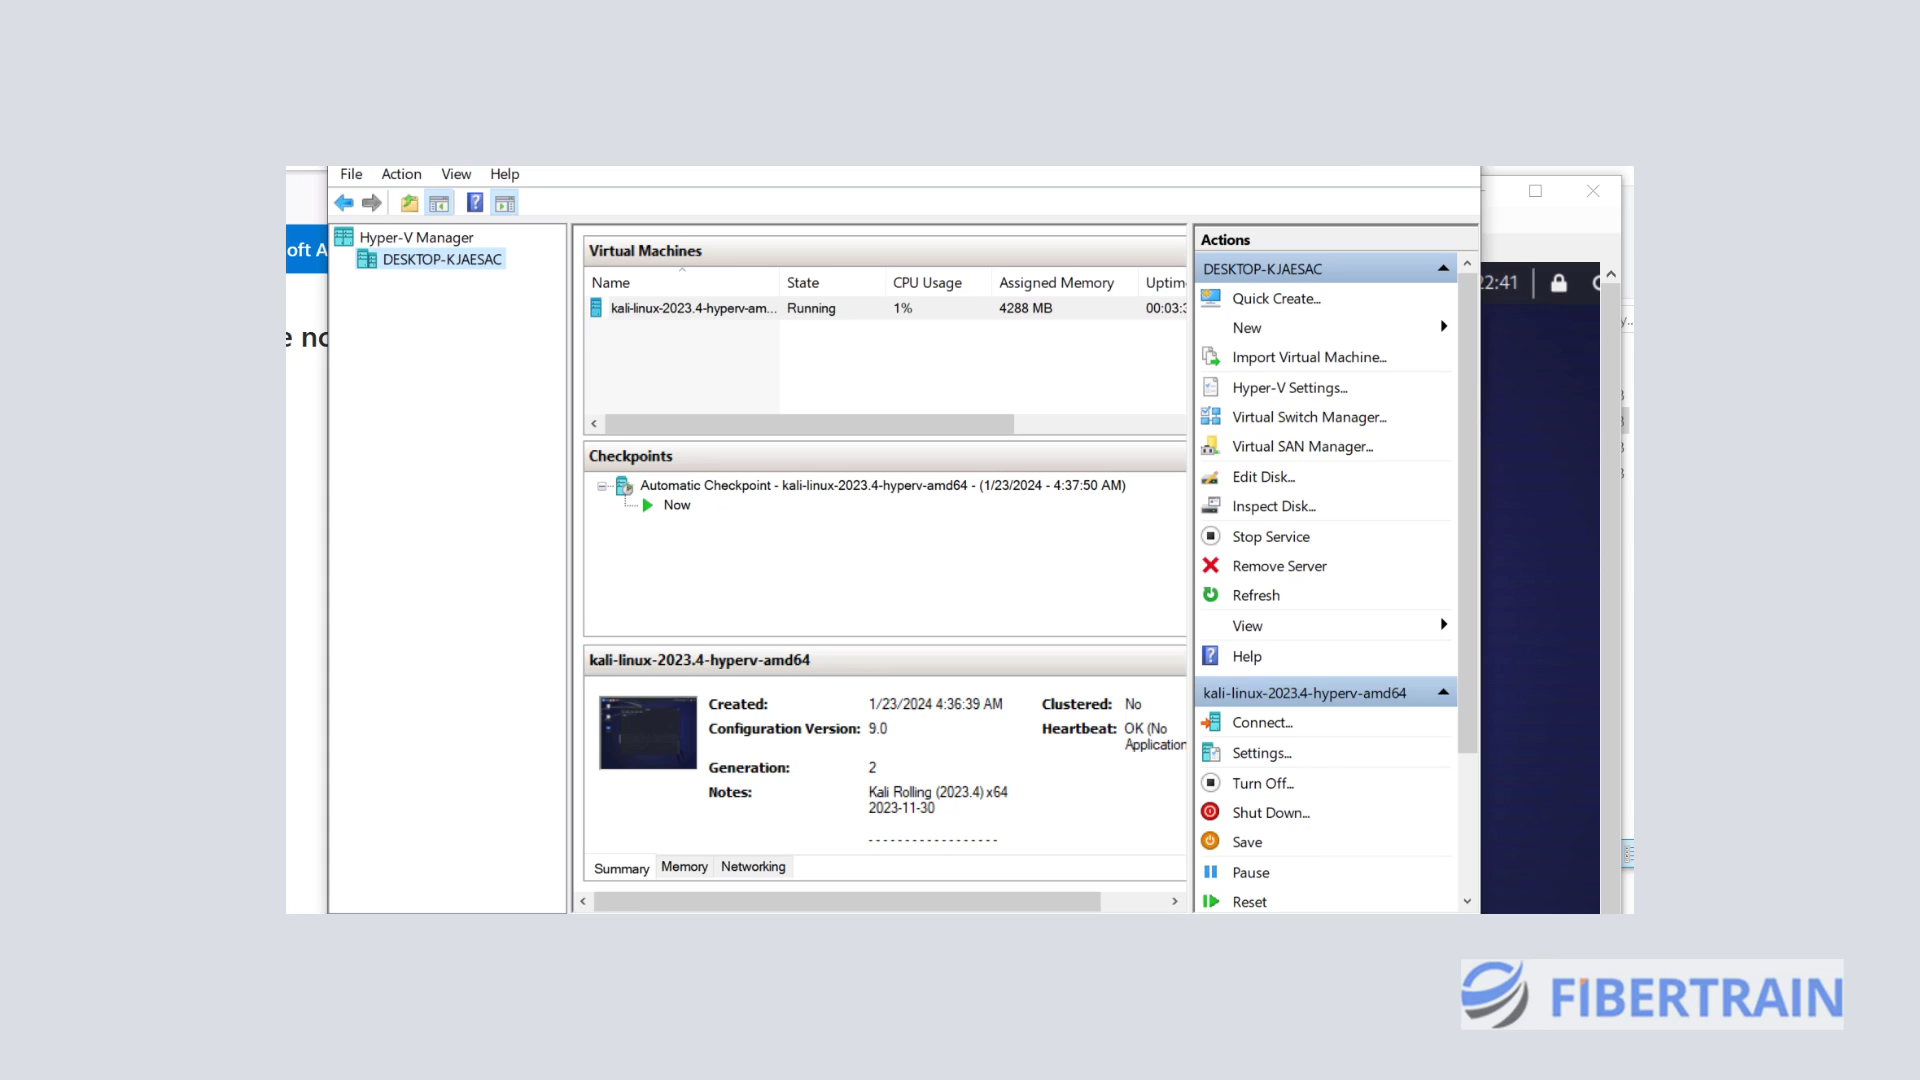 File Action View Help
Hyper-V Manager
DESKTOP-KJAESAC
Virtual Machines
Name State CPU Usage Assigned Memory Uptim
kali-linux-2023.4-hyperv-am... Running 1% 4288 MB 00:03:3
Checkpoints
Automatic Checkpoint - kali-linux-2023.4-hyperv-amd64 - (1/23/2024 - 4:37:50 AM)
Now
kali-linux-2023.4-hyperv-amd64
Created: 1/23/2024 4:36:39 AM Clustered: No
Configuration Version: 9.0 Heartbeat: OK (No
Application
Generation: 2
Notes: Kali Rolling (2023.4) x64
2023-11-30
- - - - - - - - - - - - - - - - - -
Summary Memory Networking
Actions
DESKTOP-KJAESAC
Quick Create...
New
Import Virtual Machine...
Hyper-V Settings...
Virtual Switch Manager...
Virtual SAN Manager...
Edit Disk...
Inspect Disk...
Stop Service
Remove Server
Refresh
View
Help
kali-linux-2023.4-hyperv-amd64
Connect...
Settings...
Turn Off...
Shut Down...
Save
Pause
Reset
oft A
e no
2:41
FIBERTRAIN